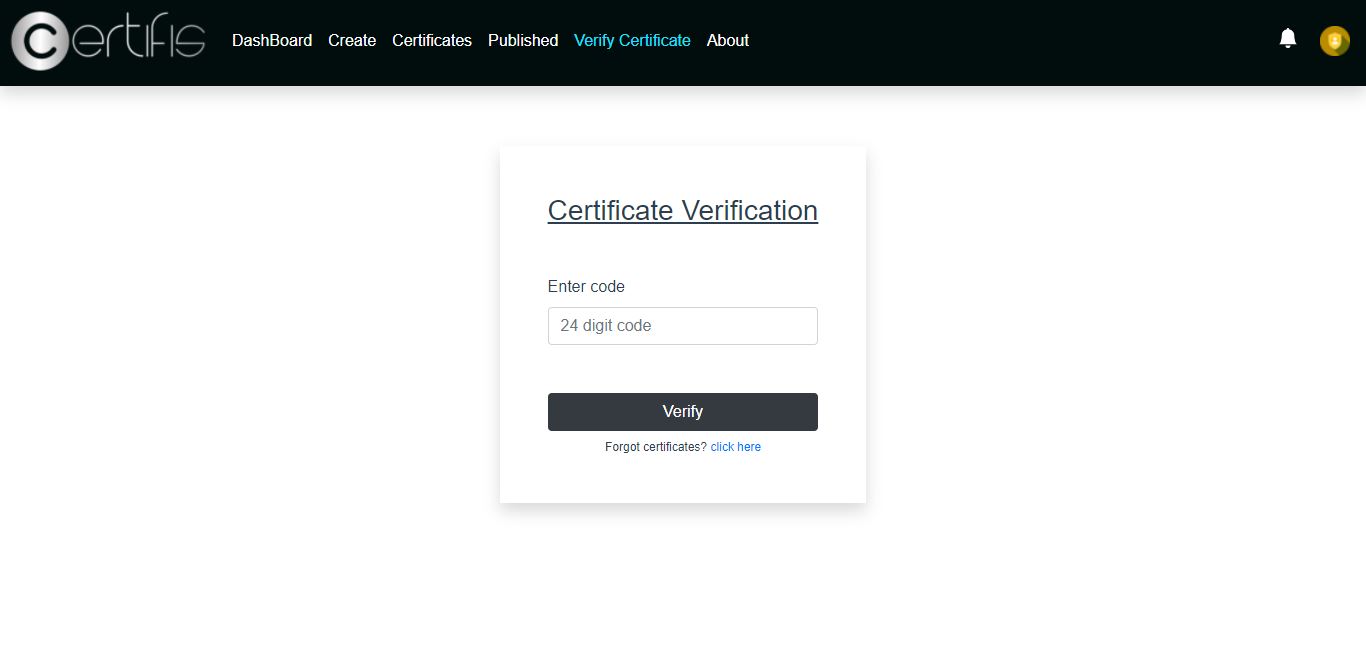 certifis DashBoard Create Certificates Published Verify Certificate About
Certificate Verification
Enter code
24 digit code
Verify
Forgot certificates? click here